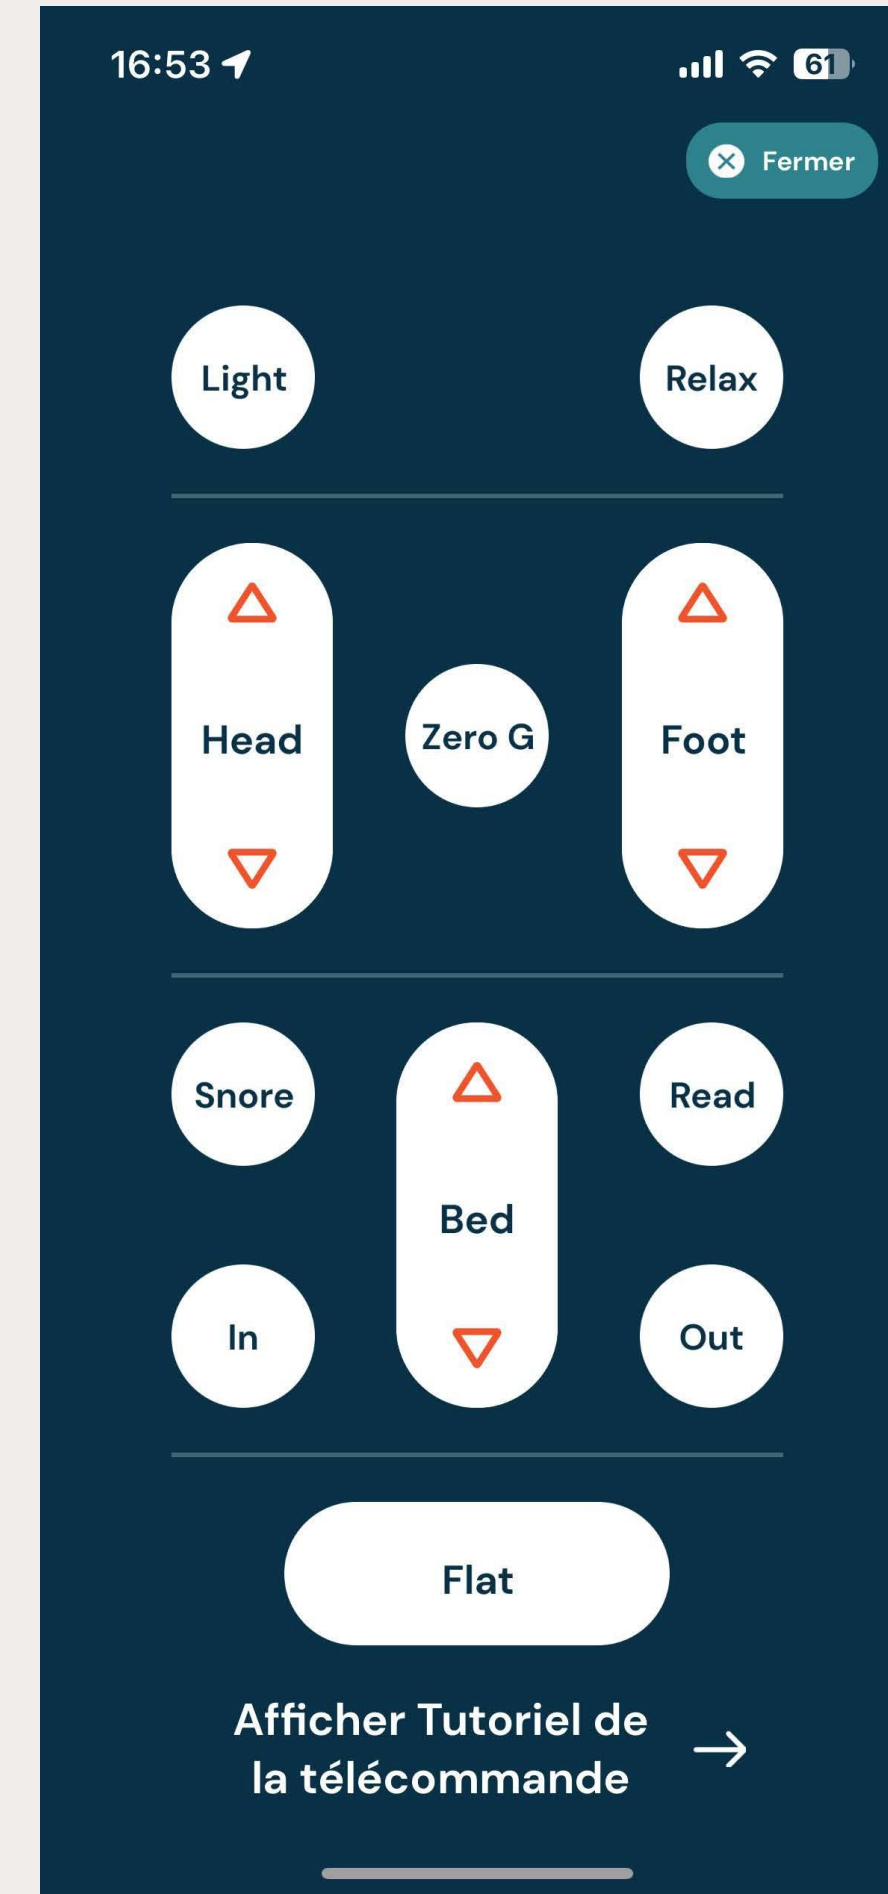 16:53
61
Fermer
Light
Relax
Head
Zero G
Foot
Snore
Read
Bed
In
Out
Flat
Afficher Tutoriel de
la télécommande